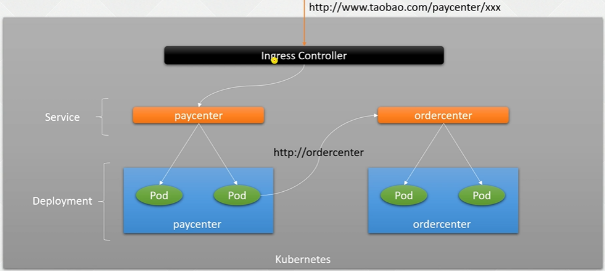 http://www.taobao.com/paycenter/xxx
Ingress Controller
Service
paycenter
ordercenter
http://ordercenter
Deployment
Pod
Pod
Pod
Pod
paycenter
ordercenter
Kubernetes